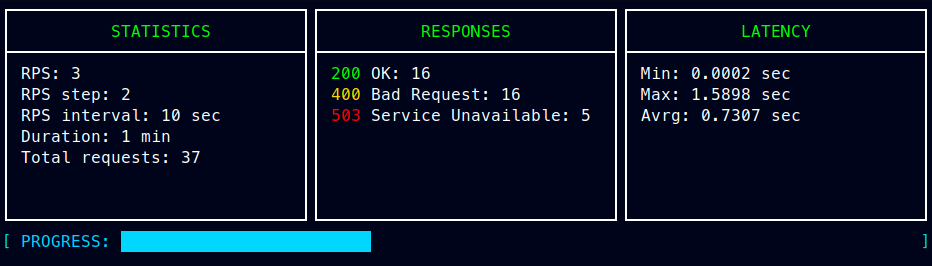 STATISTICS
RPS: 3
RPS step: 2
RPS interval: 10 sec
Duration: 1 min
Total requests: 37
RESPONSES
200 OK: 16
400 Bad Request: 16
503 Service Unavailable: 5
LATENCY
Min: 0.0002 sec
Max: 1.5898 sec
Avrg: 0.7307 sec
[ PROGRESS: ]